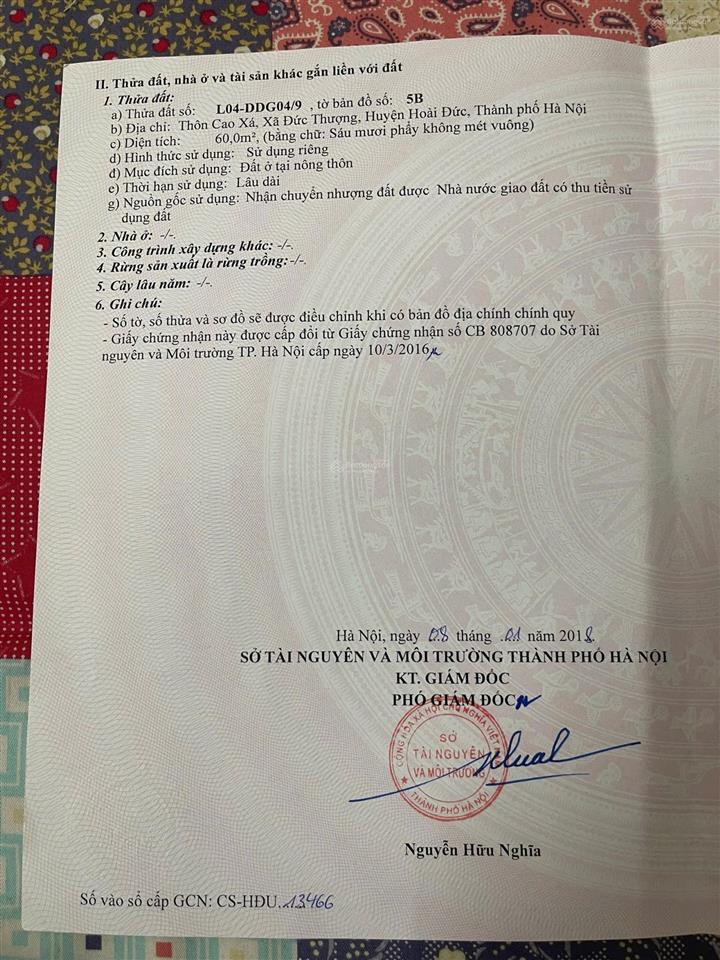 II. Thửa đất, nhà ở và tài sản khác gắn liền với đất
1. Thửa đất:
a) Thửa đất số: L04-DDG04/9 , tờ bản đồ số: 5B
b) Địa chỉ: Thôn Cao Xá, Xã Đức Thượng, Huyện Hoài Đức, Thành phố Hà Nội
c) Diện tích: 60,0m², (bằng chữ: Sáu mươi phẩy không mét vuông)
d) Hình thức sử dụng: Sử dụng riêng
đ) Mục đích sử dụng: Đất ở tại nông thôn
e) Thời hạn sử dụng: Lâu dài
g) Nguồn gốc sử dụng: Nhận chuyển nhượng đất được Nhà nước giao đất có thu tiền sử
dụng đất
2. Nhà ở: -/-.
3. Công trình xây dựng khác: -/-.
4. Rừng sản xuất là rừng trồng: -/-.
5. Cây lâu năm: -/-.
6. Ghi chú:
- Số tờ, số thửa và sơ đồ sẽ được điều chỉnh khi có bản đồ địa chính chính quy
- Giấy chứng nhận này được cấp đổi từ Giấy chứng nhận số CB 808707 do Sở Tài
nguyên và Môi trường TP. Hà Nội cấp ngày 10/3/2016
Hà Nội, ngày 08 tháng .01 năm 2018.
SỞ TÀI NGUYÊN VÀ MÔI TRƯỜNG THÀNH PHỐ HÀ NỘI
KT. GIÁM ĐỐC
PHÓ GIÁM ĐỐC
CỘNG HÒA XÃ HỘI CHỦ NGHĨA VIỆT NAM
SỞ
TÀI NGUYÊN
VÀ MÔI TRƯỜNG
THÀNH PHỐ HÀ NỘI
Nguyễn Hữu Nghĩa
Số vào sổ cấp GCN: CS-HĐU.13466